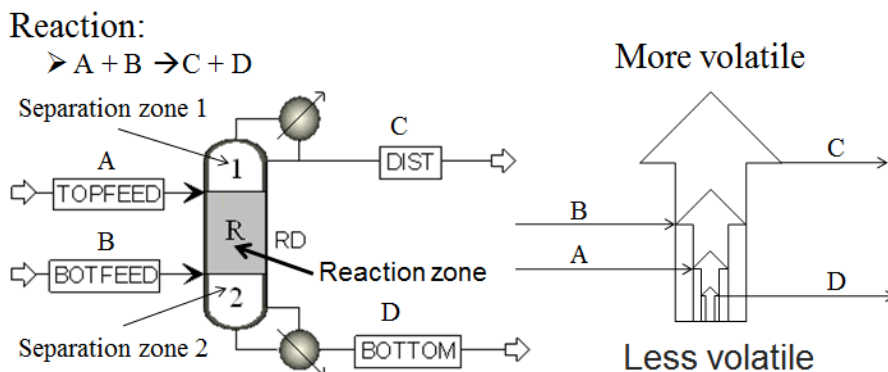 Reaction:
➢ A + B → C + D
Separation zone 1
A
TOPFEED
B
BOTFEED
Separation zone 2
1
R
2
RD
Reaction zone
C
DIST
D
BOTTOM
More volatile
C
B
A
D
Less volatile